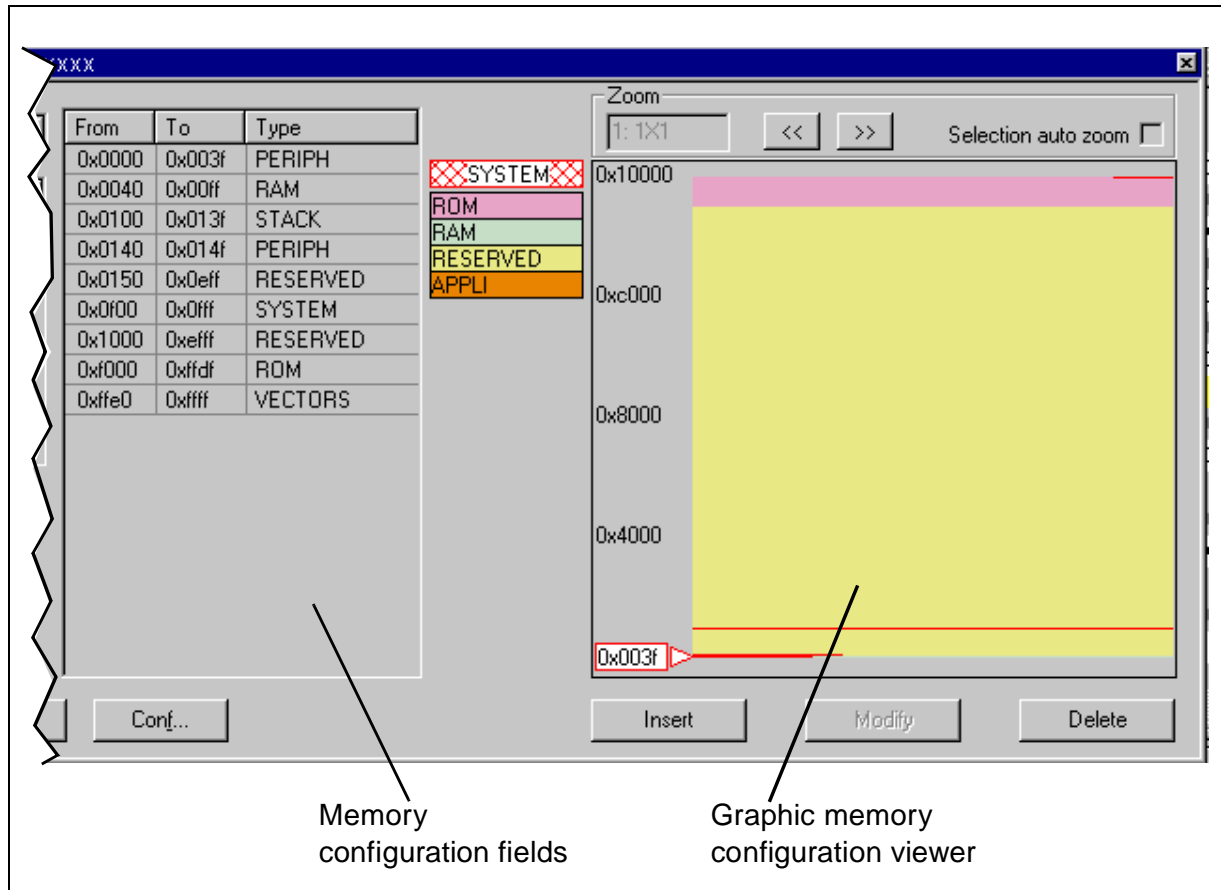 XXX
From To Type
0x0000 0x003f PERIPH
0x0040 0x00ff RAM
0x0100 0x013f STACK
0x0140 0x014f PERIPH
0x0150 0x0eff RESERVED
0x0f00 0x0fff SYSTEM
0x1000 0xefff RESERVED
0xf000 0xffdf ROM
0xffe0 0xffff VECTORS
SYSTEM
ROM
RAM
RESERVED
APPLI
Zoom
1: 1X1 << >> Selection auto zoom
0x10000
0xc000
0x8000
0x4000
0x003f
Conf... Insert Modify Delete
Memory
configuration fields
Graphic memory
configuration viewer